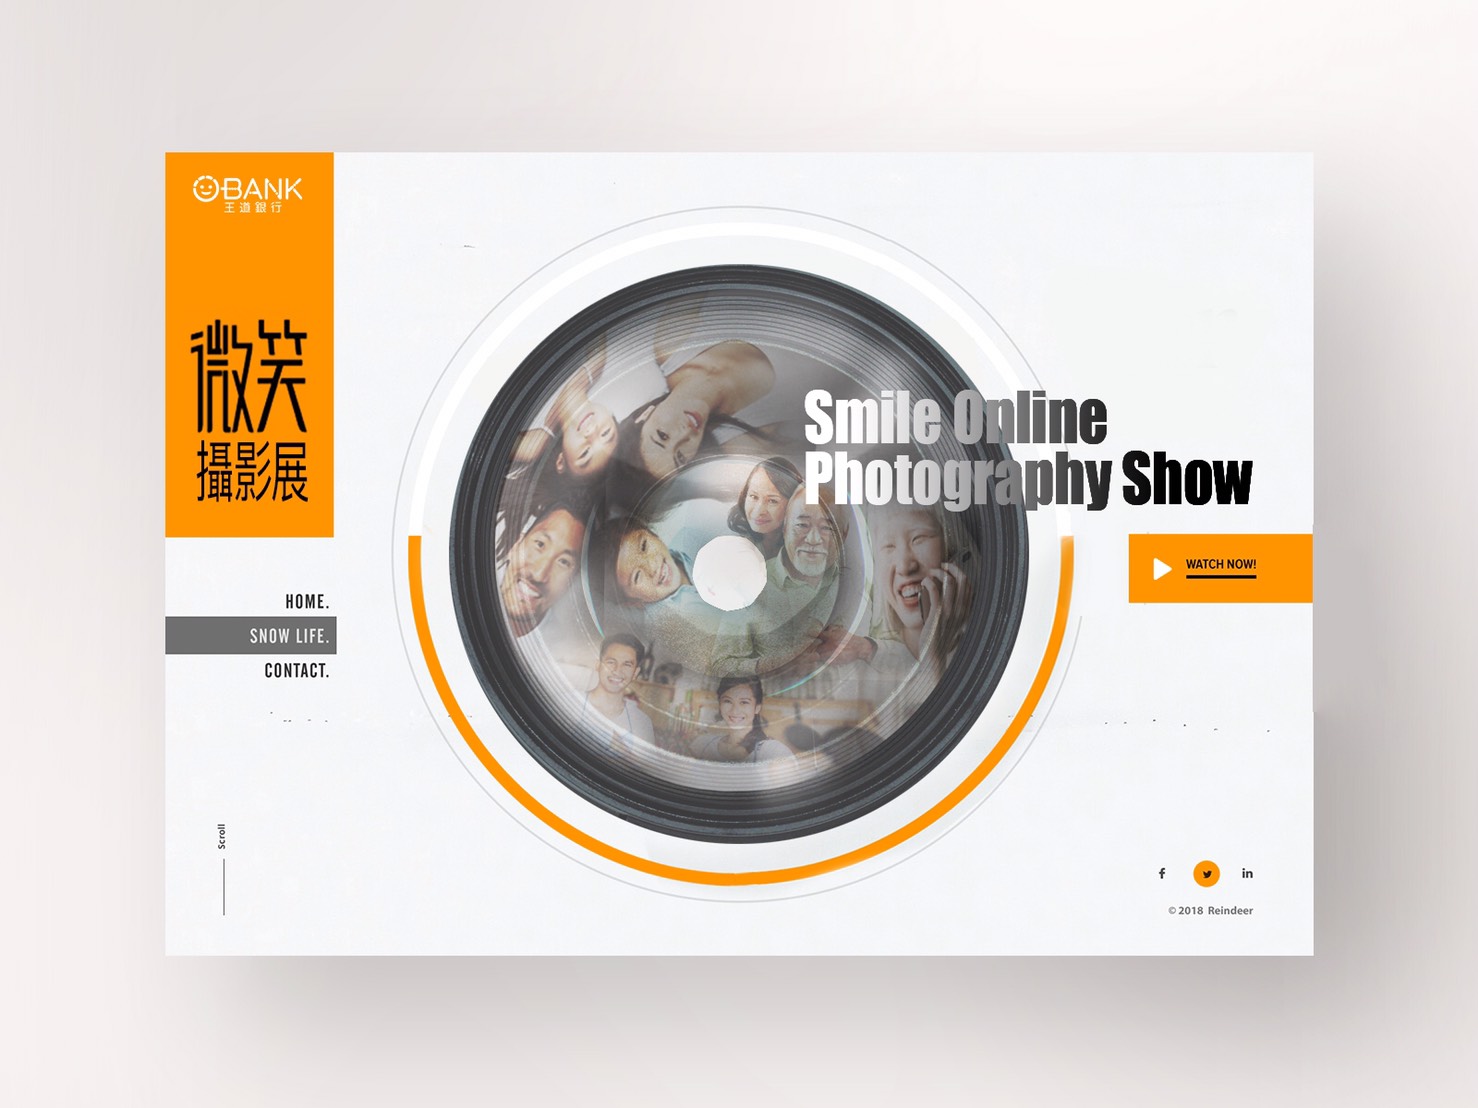 BANK
王道銀行
微笑
攝影展
HOME.
SNOW LIFE.
CONTACT.
Scroll
Smile Online
Photography Show
WATCH NOW!
f
in
© 2018 Reindeer